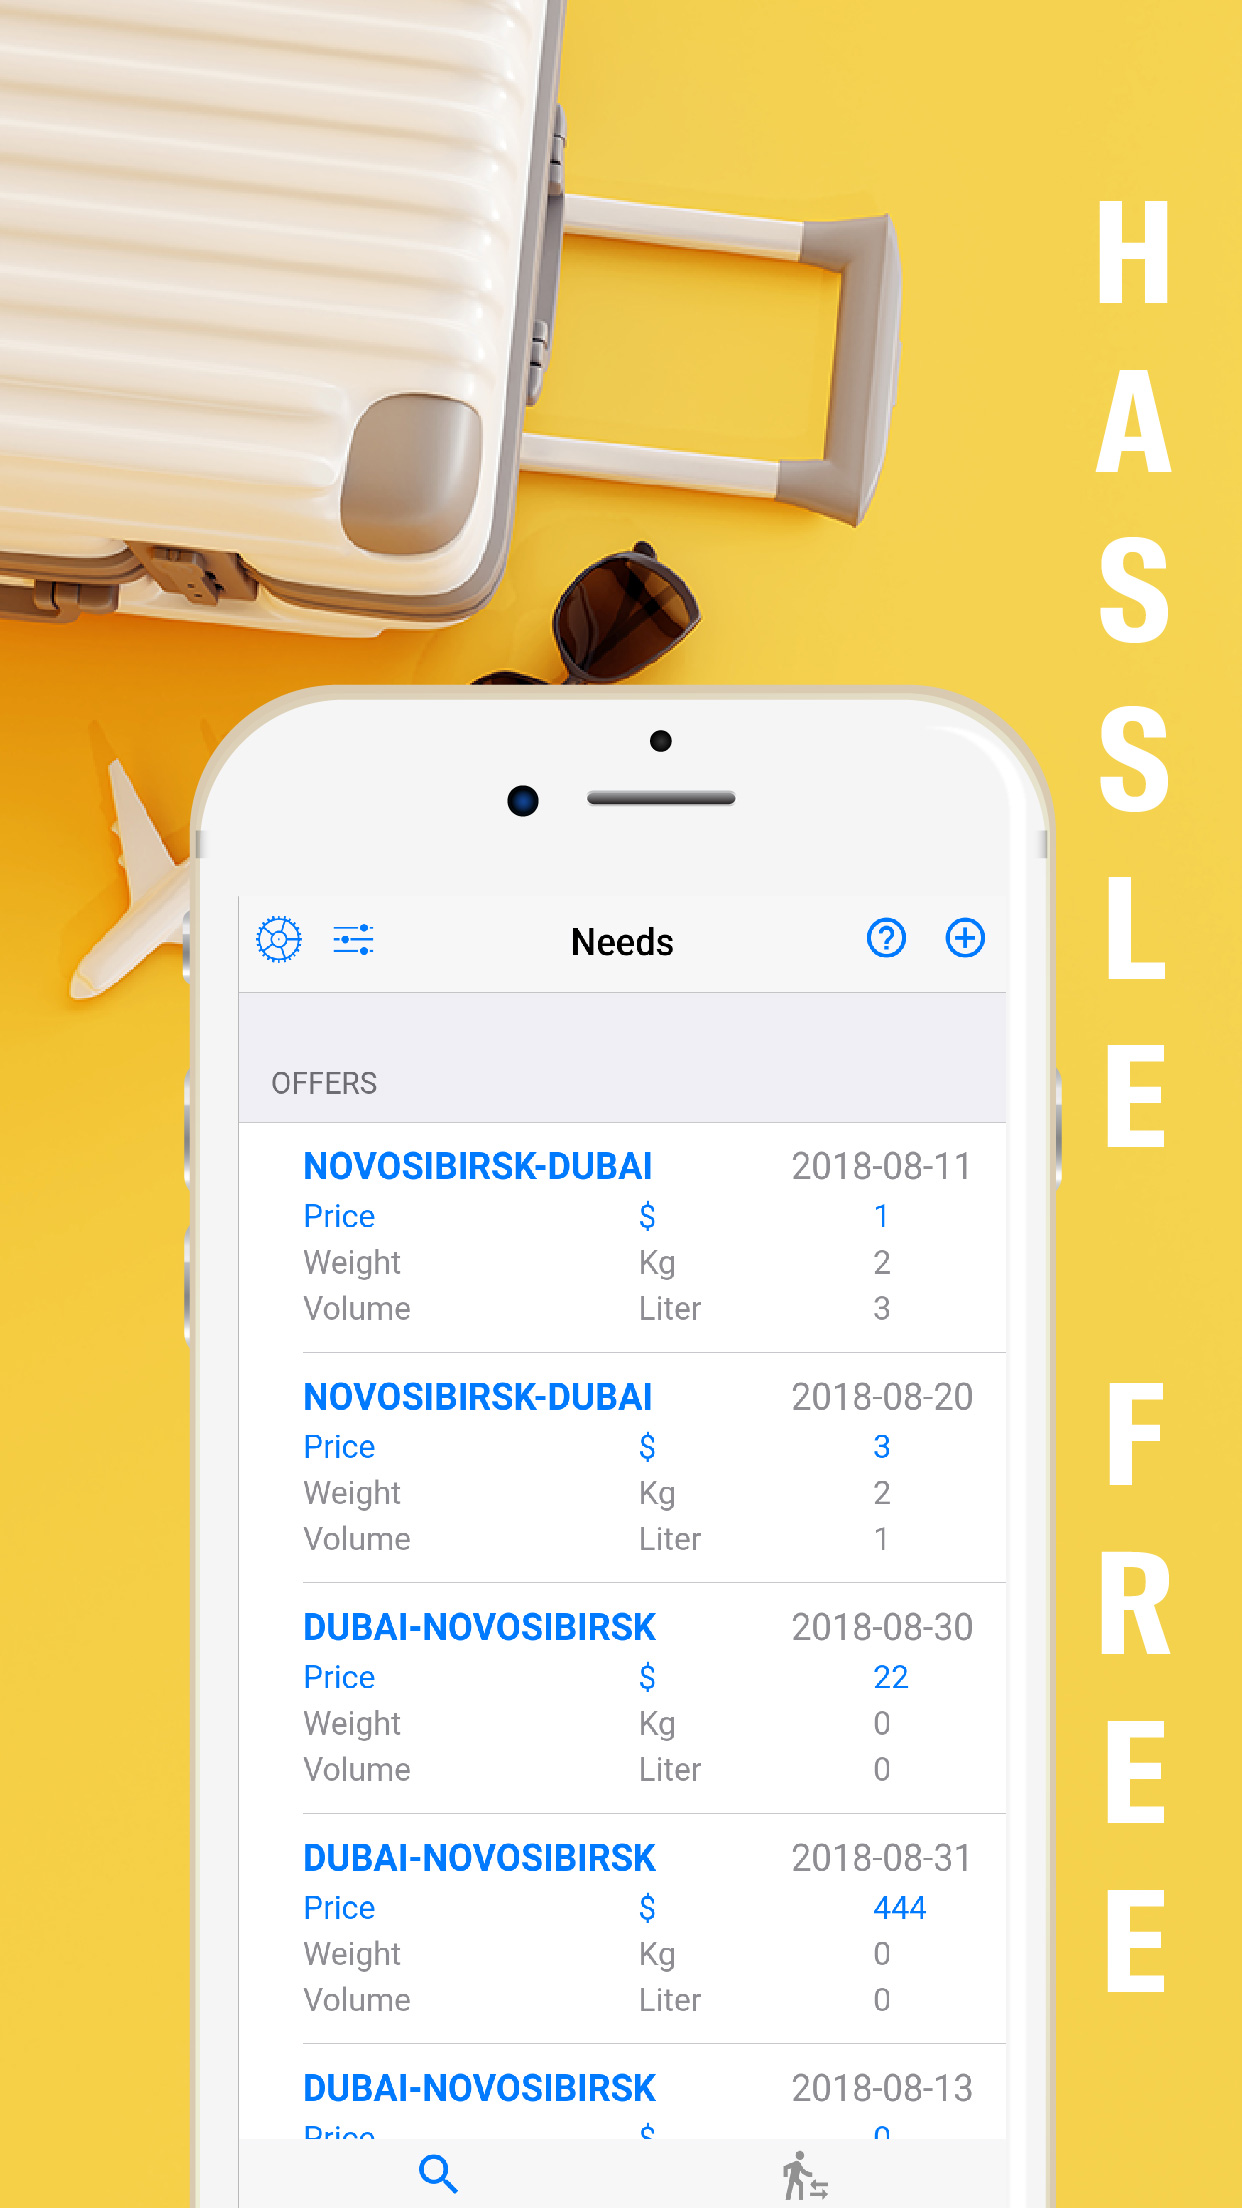 HASSLE FREE
Needs
OFFERS
NOVOSIBIRSK-DUBAI 2018-08-11
Price $ 1
Weight Kg 2
Volume Liter 3
NOVOSIBIRSK-DUBAI 2018-08-20
Price $ 3
Weight Kg 2
Volume Liter 1
DUBAI-NOVOSIBIRSK 2018-08-30
Price $ 22
Weight Kg 0
Volume Liter 0
DUBAI-NOVOSIBIRSK 2018-08-31
Price $ 444
Weight Kg 0
Volume Liter 0
DUBAI-NOVOSIBIRSK 2018-08-13
Price $ 0